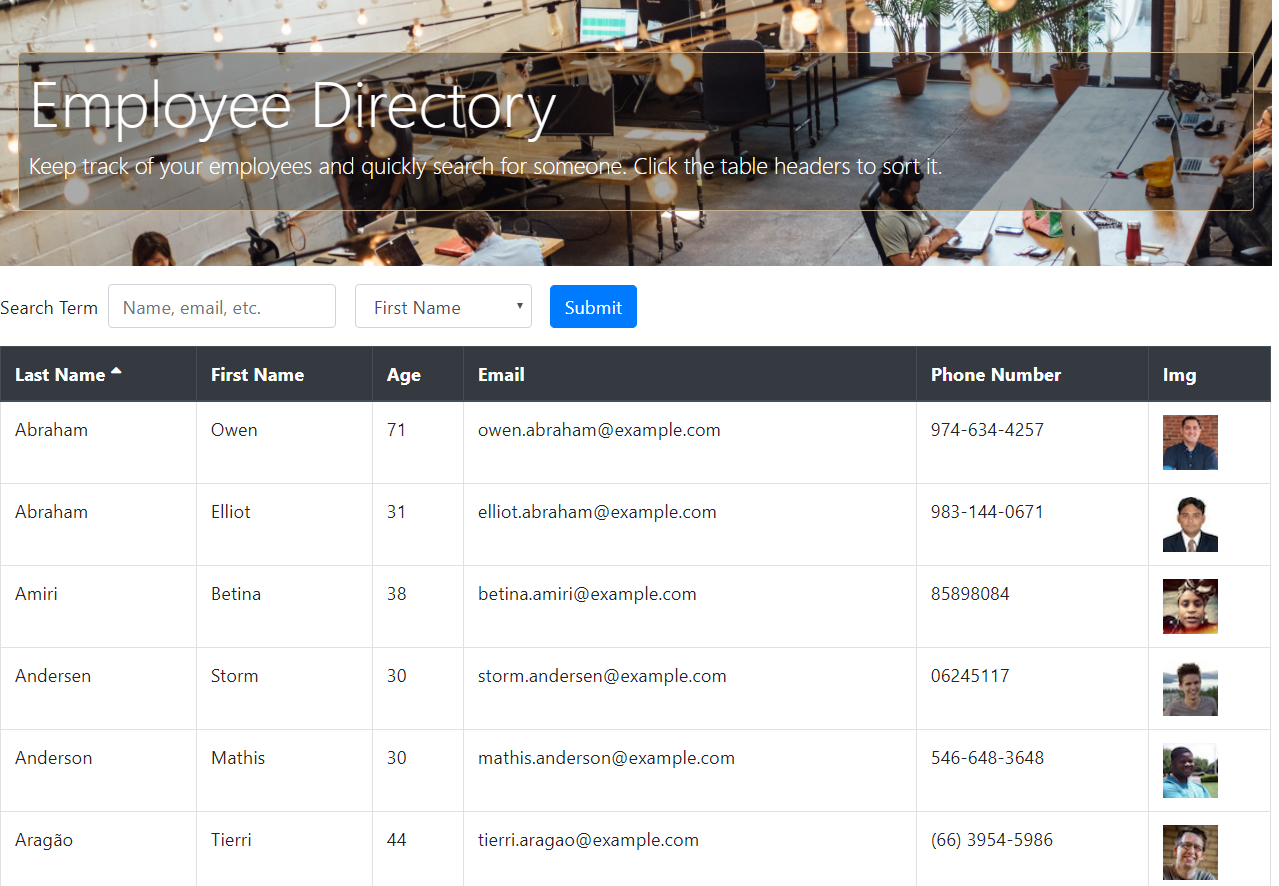 Employee Directory
Keep track of your employees and quickly search for someone. Click the table headers to sort it.
Search Term Name, email, etc. First Name Submit
Last Name First Name Age Email Phone Number Img
Abraham Owen 71 owen.abraham@example.com 974-634-4257
Abraham Elliot 31 elliot.abraham@example.com 983-144-0671
Amiri Betina 38 betina.amiri@example.com 85898084
Andersen Storm 30 storm.andersen@example.com 06245117
Anderson Mathis 30 mathis.anderson@example.com 546-648-3648
Aragão Tierri 44 tierri.aragao@example.com (66) 3954-5986